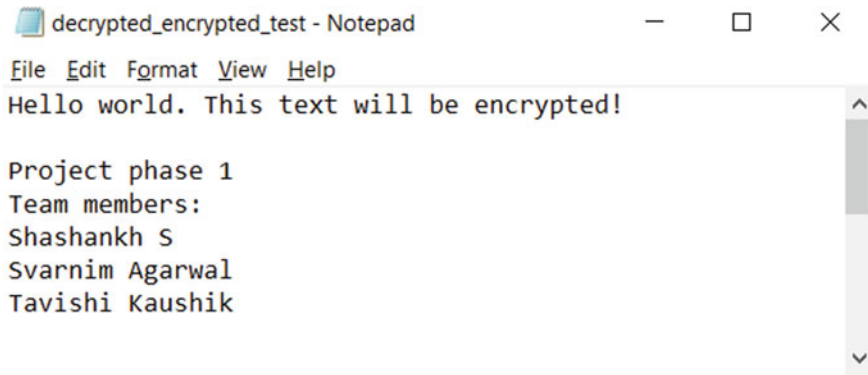 decrypted_encrypted_test - Notepad
File Edit Format View Help
Hello world. This text will be encrypted!
Project phase 1
Team members:
Shashankh S
Svarnim Agarwal
Tavishi Kaushik